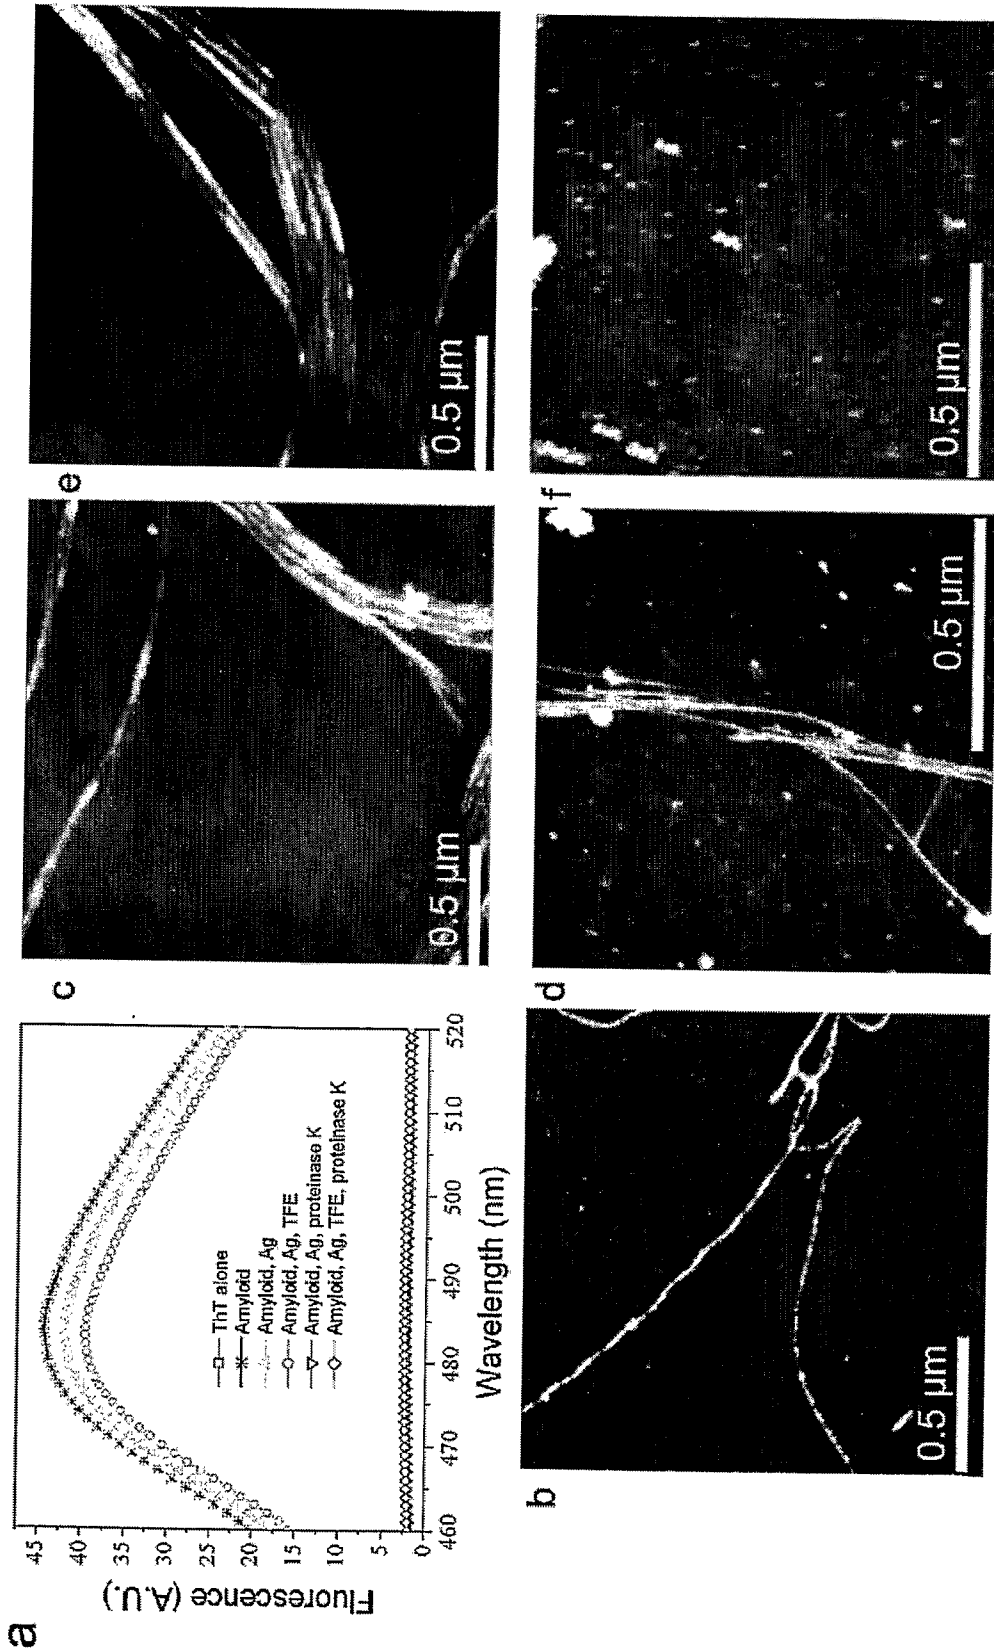 a
Fluorescence (A.U.)
45
40
35
30
25
20
15
10
5
0
460
470
480
490
500
510
520
Wavelength (nm)
ThT alone
Amyloid
Amyloid, Ag
Amyloid, Ag, TFE
Amyloid, Ag, proteinase K
Amyloid, Ag, TFE, proteinase K
b
0.5 µm
c
0.5 µm
d
0.5 µm
e
0.5 µm
f
0.5 µm